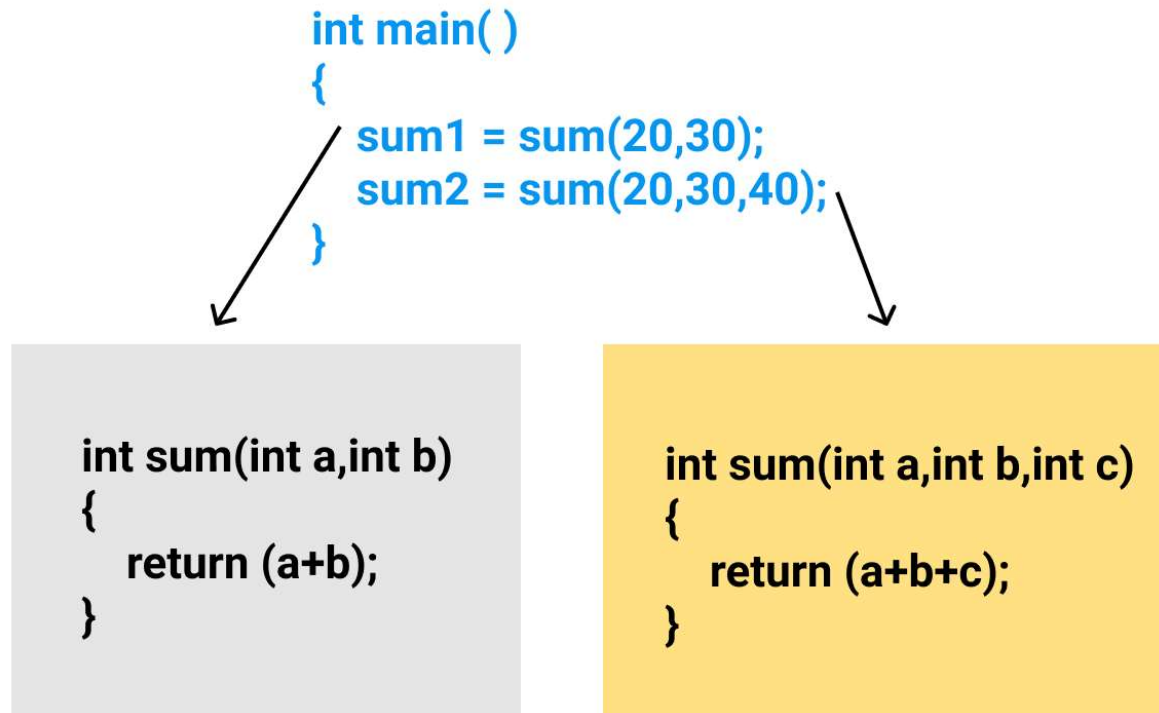 int main( )
{
sum1 = sum(20,30);
sum2 = sum(20,30,40);
}
int sum(int a,int b)
{
return (a+b);
}
int sum(int a,int b,int c)
{
return (a+b+c);
}